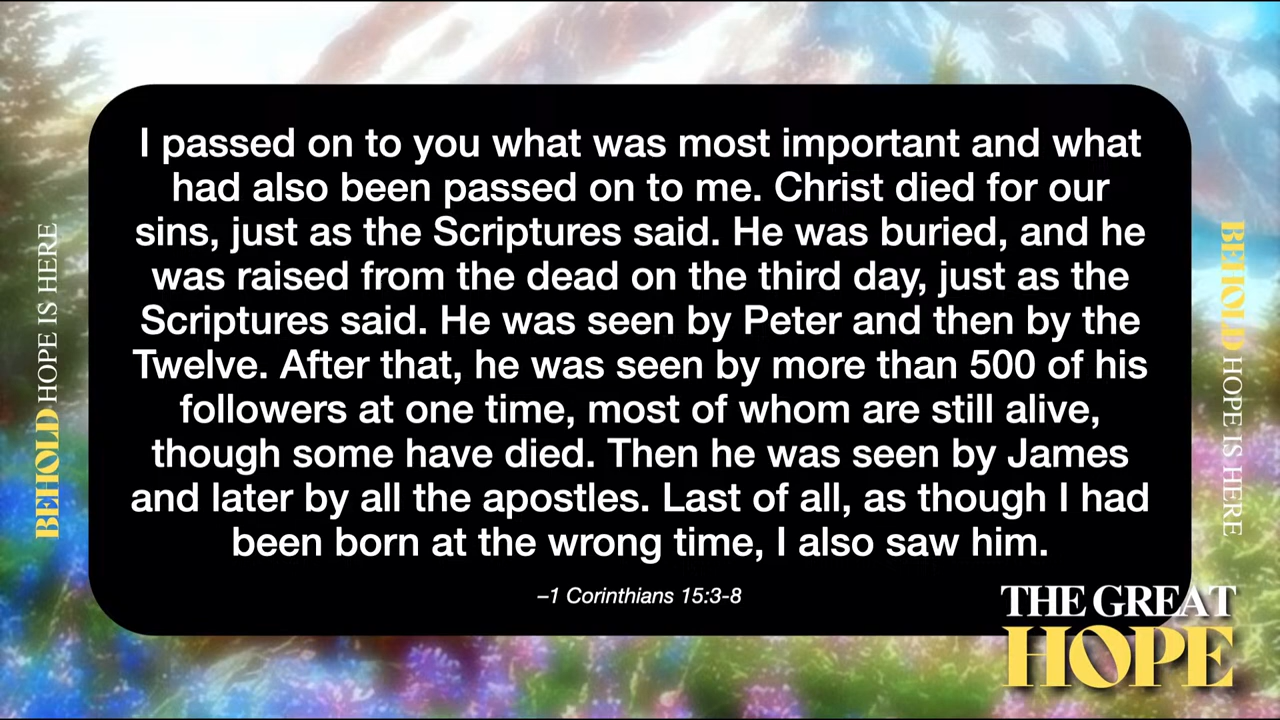 I passed on to you what was most important and what
had also been passed on to me. Christ died for our
sins, just as the Scriptures said. He was buried, and he
was raised from the dead on the third day, just as the
Scriptures said. He was seen by Peter and then by the
Twelve. After that, he was seen by more than 500 of his
followers at one time, most of whom are still alive,
though some have died. Then he was seen by James
and later by all the apostles. Last of all, as though I had
been born at the wrong time, I also saw him.
–1 Corinthians 15:3-8
BEHOLD HOPE IS HERE
BEHOLD HOPE IS HERE
THE GREAT
HOPE